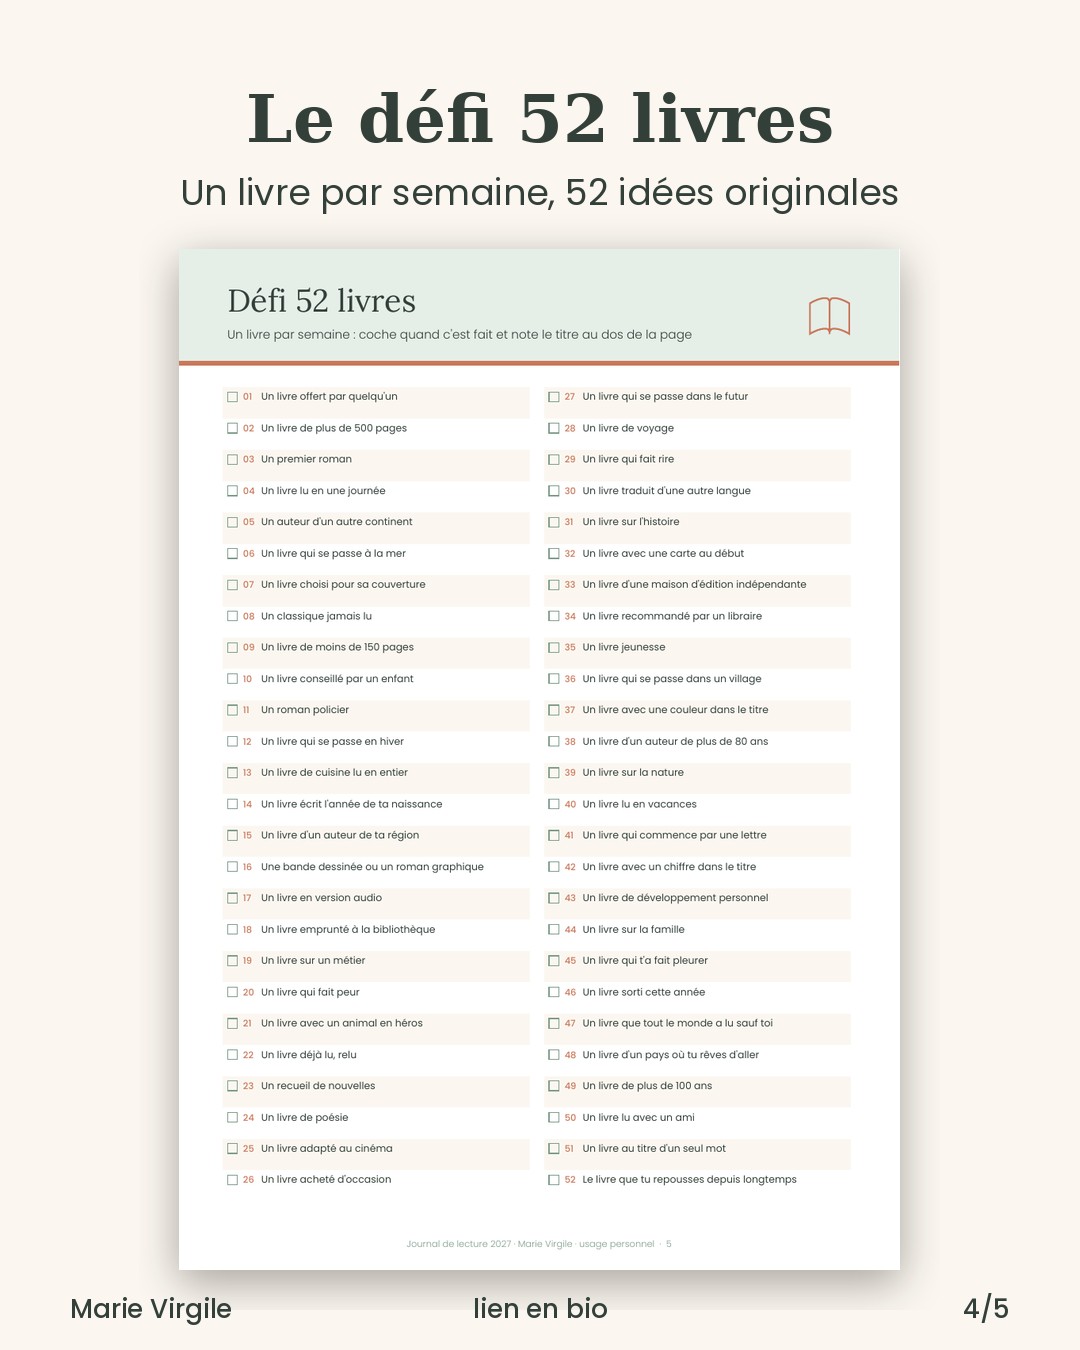 Le défi 52 livres
Un livre par semaine, 52 idées originales
Défi 52 livres
Un livre par semaine : coche quand c'est fait et note le titre au dos de la page
01 Un livre offert par quelqu'un
02 Un livre de plus de 500 pages
03 Un premier roman
04 Un livre lu en une journée
05 Un auteur d'un autre continent
06 Un livre qui se passe à la mer
07 Un livre choisi pour sa couverture
08 Un classique jamais lu
09 Un livre de moins de 150 pages
10 Un livre conseillé par un enfant
11 Un roman policier
12 Un livre qui se passe en hiver
13 Un livre de cuisine lu en entier
14 Un livre écrit l'année de ta naissance
15 Un livre d'un auteur de ta région
16 Une bande dessinée ou un roman graphique
17 Un livre en version audio
18 Un livre emprunté à la bibliothèque
19 Un livre sur un métier
20 Un livre qui fait peur
21 Un livre avec un animal en héros
22 Un livre déjà lu, relu
23 Un recueil de nouvelles
24 Un livre de poésie
25 Un livre adapté au cinéma
26 Un livre acheté d'occasion
27 Un livre qui se passe dans le futur
28 Un livre de voyage
29 Un livre qui fait rire
30 Un livre traduit d'une autre langue
31 Un livre sur l'histoire
32 Un livre avec une carte au début
33 Un livre d'une maison d'édition indépendante
34 Un livre recommandé par un libraire
35 Un livre jeunesse
36 Un livre qui se passe dans un village
37 Un livre avec une couleur dans le titre
38 Un livre d'un auteur de plus de 80 ans
39 Un livre sur la nature
40 Un livre lu en vacances
41 Un livre qui commence par une lettre
42 Un livre avec un chiffre dans le titre
43 Un livre de développement personnel
44 Un livre sur la famille
45 Un livre qui t'a fait pleurer
46 Un livre sorti cette année
47 Un livre que tout le monde a lu sauf toi
48 Un livre d'un pays où tu rêves d'aller
49 Un livre de plus de 100 ans
50 Un livre lu avec un ami
51 Un livre au titre d'un seul mot
52 Le livre que tu repousses depuis longtemps
Journal de lecture 2027 · Marie Virgile · usage personnel · 5
Marie Virgile
lien en bio
4/5